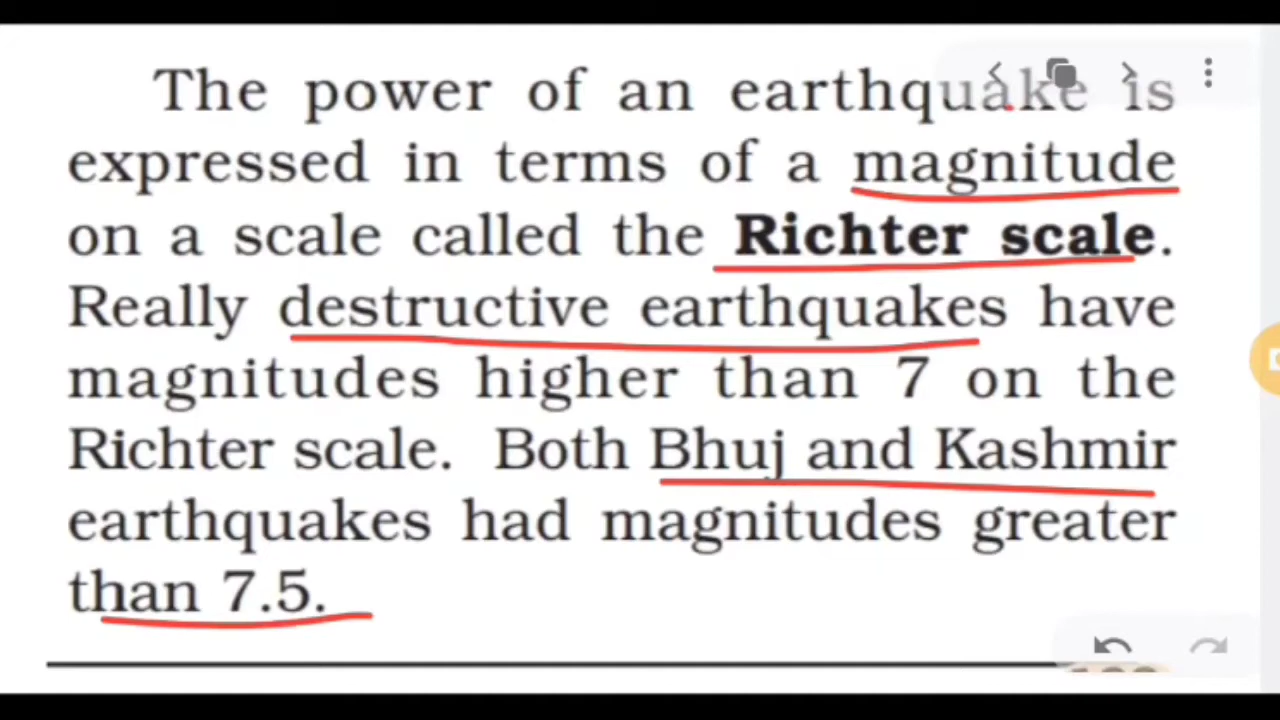 The power of an earthquake is
expressed in terms of a magnitude
on a scale called the Richter scale.
Really destructive earthquakes have
magnitudes higher than 7 on the
Richter scale. Both Bhuj and Kashmir
earthquakes had magnitudes greater
than 7.5.